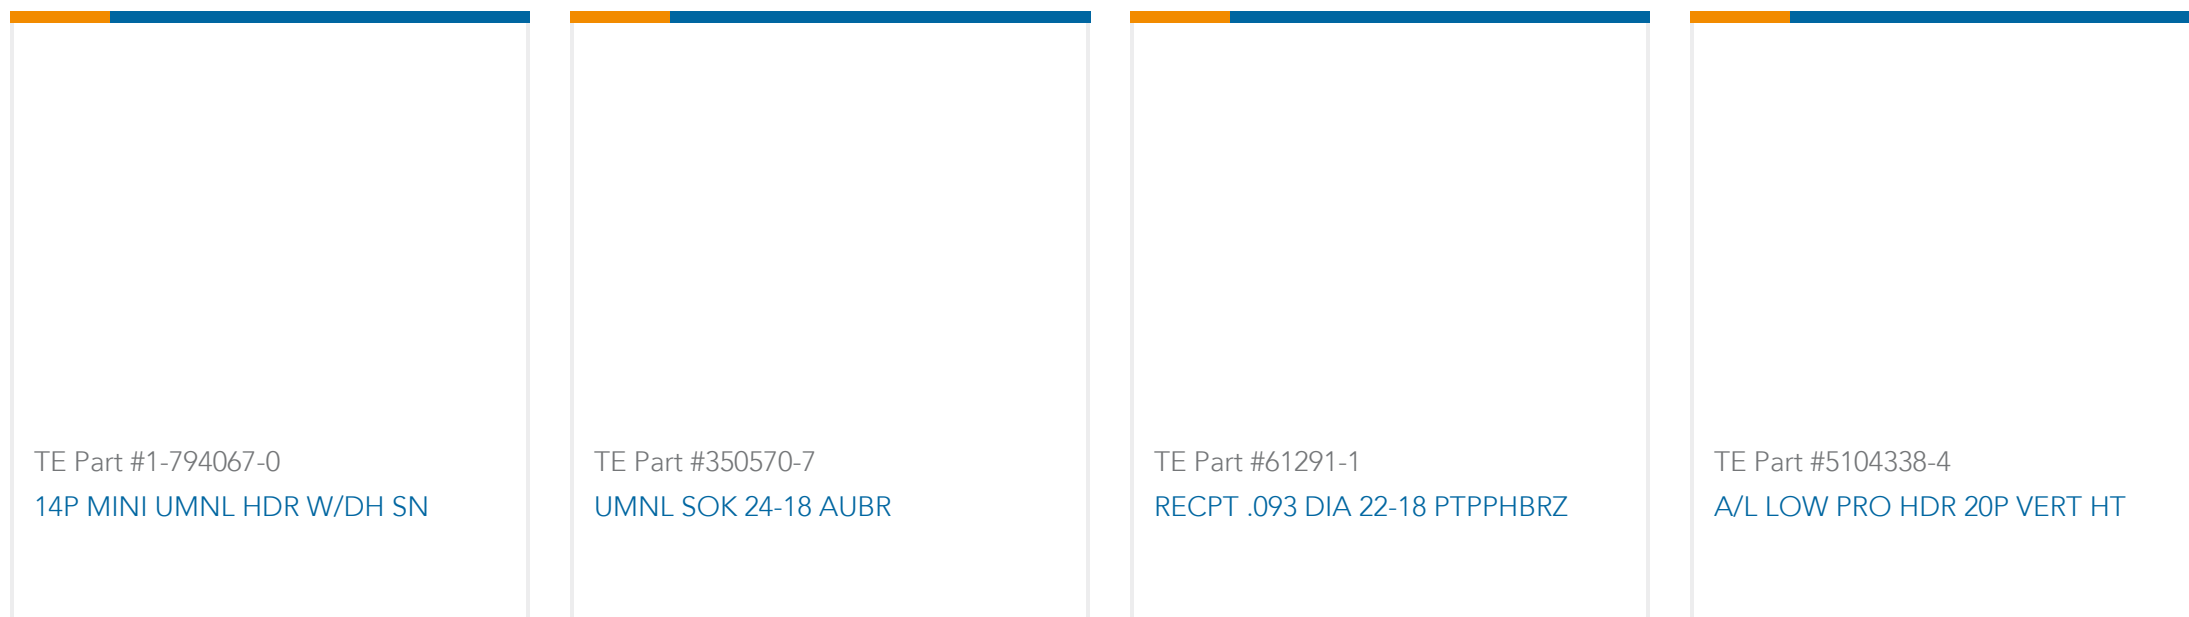 TE Part #1-794067-0
14P MINI UMNL HDR W/DH SN
TE Part #350570-7
UMNL SOK 24-18 AUBR
TE Part #61291-1
RECPT .093 DIA 22-18 PTPPHBRZ
TE Part #5104338-4
A/L LOW PRO HDR 20P VERT HT